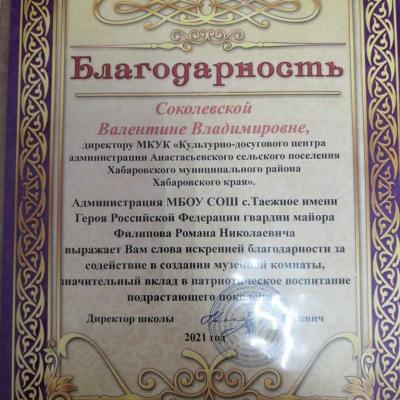 Благодарность
Соколевской
Валентине Владимировне,
директору МКУК «Культурно-досугового центра
администрации Анастасьевского сельского поселения
Хабаровского муниципального района
Хабаровского края».
Администрация МБОУ СОШ с.Таежное имени
Героя Российской Федерации гвардии майора
Филипова Романа Николаевича
выражает Вам слова искренней благодарности за
содействие в создании музейной комнаты,
значительный вклад в патриотическое воспитание
подрастающего поколения
Директор школы
2021 год